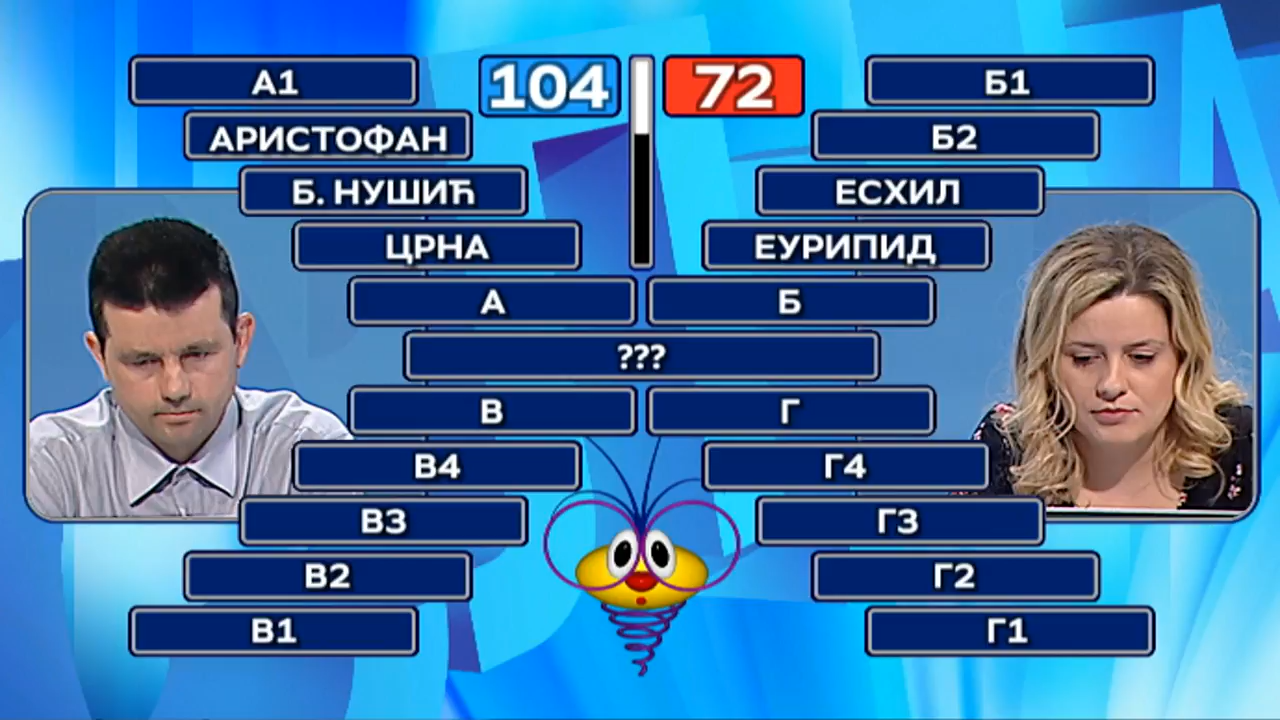 А1
104
72
Б1
АРИСТОФАН
Б2
Б. НУШИЋ
ЕСХИЛ
ЦРНА
ЕУРИПИД
А
Б
???
В
Г
В4
Г4
В3
Г3
В2
Г2
В1
Г1